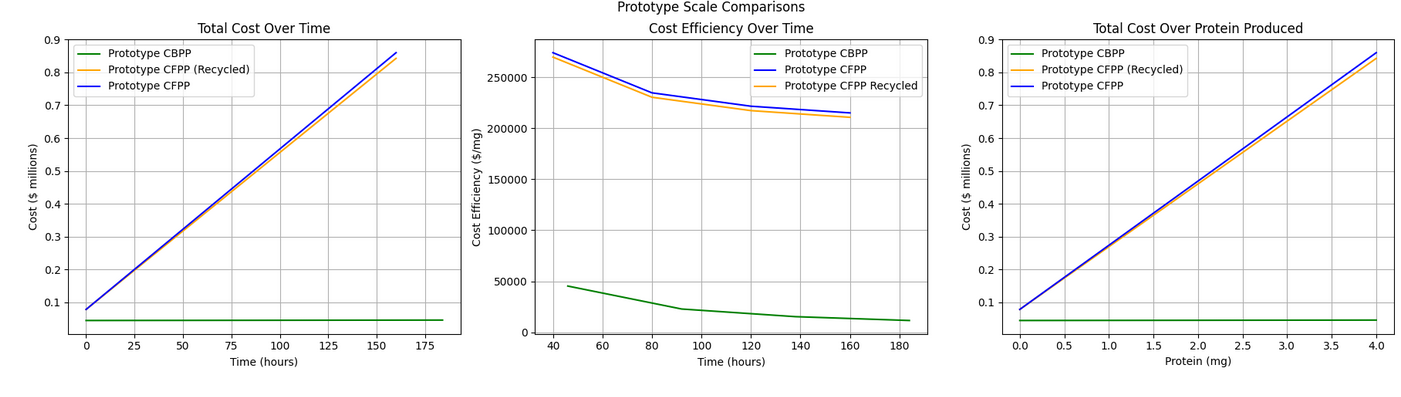 Prototype Scale Comparisons
Total Cost Over Time
Cost ($ millions)
0.9
0.8
0.7
0.6
0.5
0.4
0.3
0.2
0.1
Prototype CBPP
Prototype CFPP (Recycled)
Prototype CFPP
0 25 50 75 100 125 150 175
Time (hours)
Cost Efficiency Over Time
Cost Efficiency ($/mg)
250000
200000
150000
100000
50000
0
Prototype CBPP
Prototype CFPP
Prototype CFPP Recycled
40 60 80 100 120 140 160 180
Time (hours)
Total Cost Over Protein Produced
Cost ($ millions)
0.9
0.8
0.7
0.6
0.5
0.4
0.3
0.2
0.1
Prototype CBPP
Prototype CFPP (Recycled)
Prototype CFPP
0.0 0.5 1.0 1.5 2.0 2.5 3.0 3.5 4.0
Protein (mg)